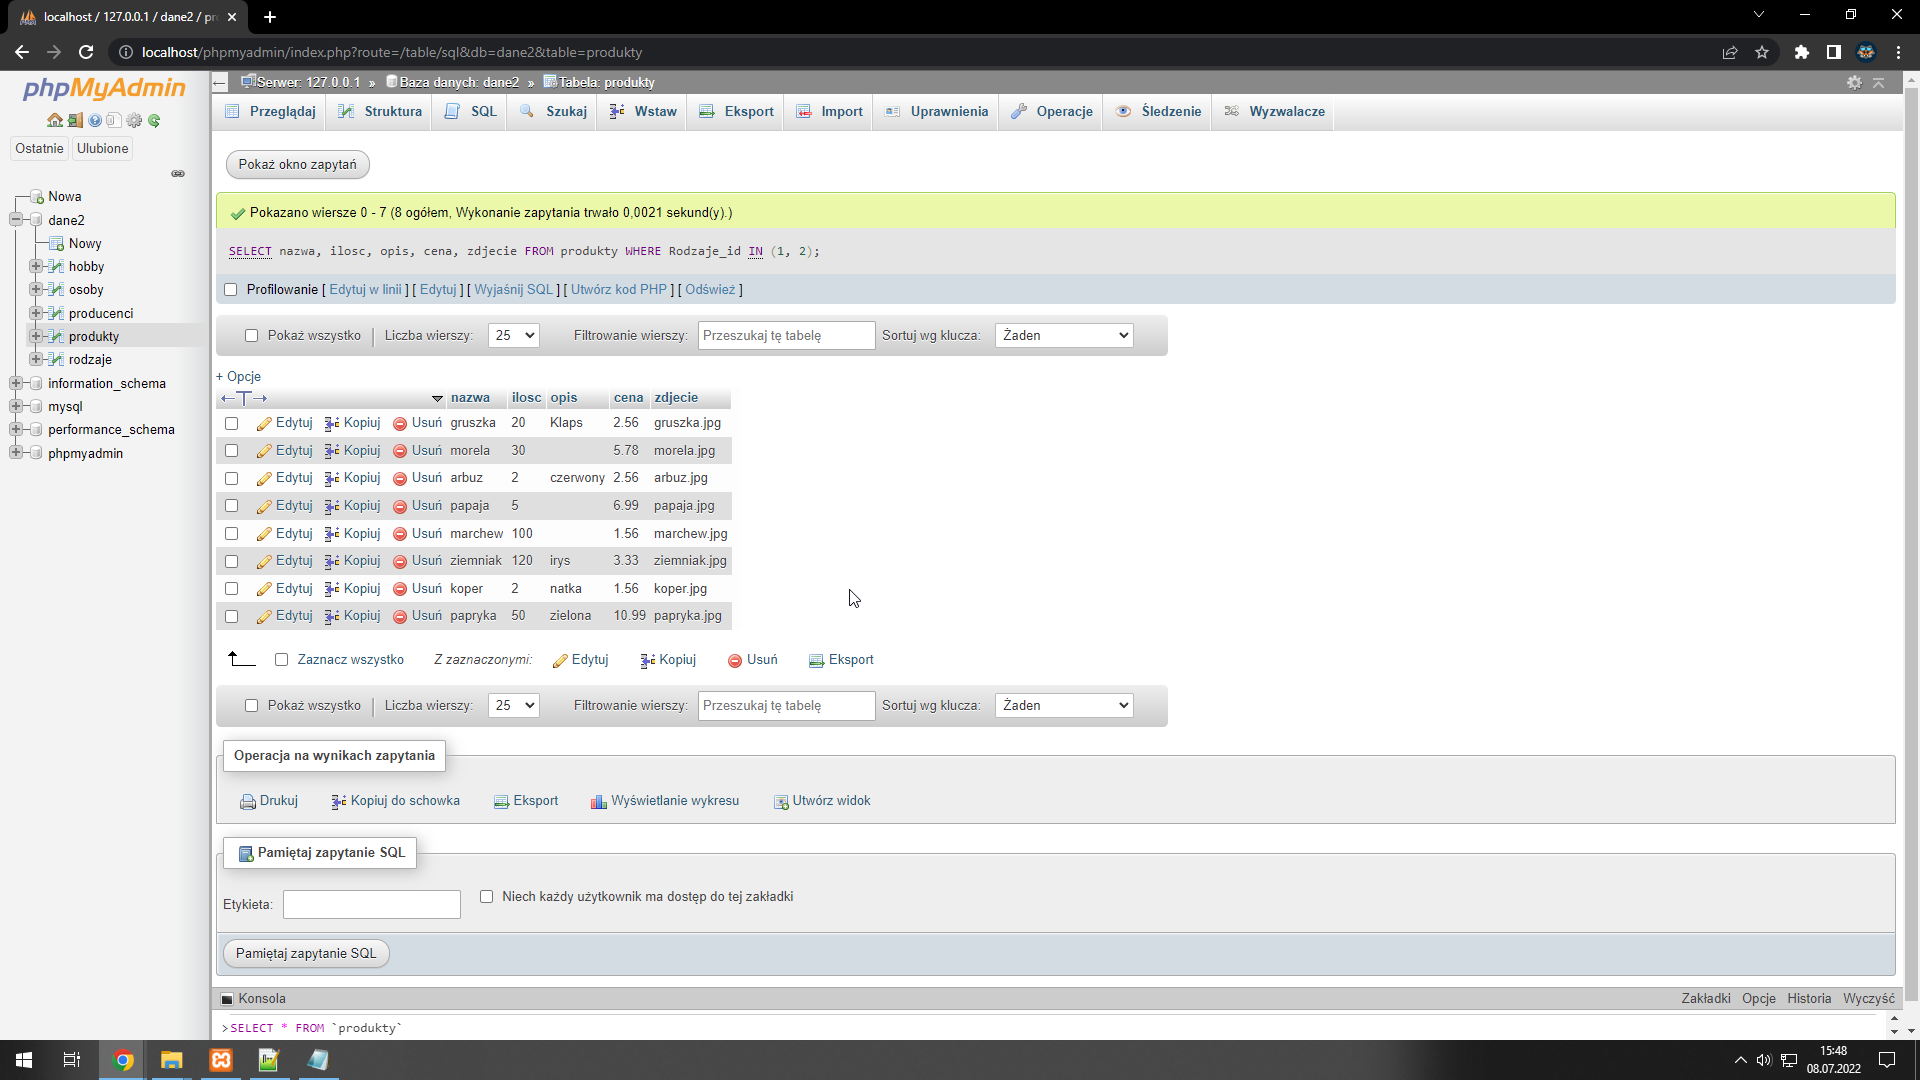 localhost / 127.0.0.1 / dane2 / pro
localhost/phpmyadmin/index.php?route=/table/sql&db=dane2&table=produkty
phpMyAdmin
Ostatnie Ulubione
Nowa
dane2
Nowy
hobby
osoby
producenci
produkty
rodzaje
information_schema
mysql
performance_schema
phpmyadmin
Serwer: 127.0.0.1 » Baza danych: dane2 » Tabela: produkty
Przeglądaj Struktura SQL Szukaj Wstaw Eksport Import Uprawnienia Operacje Śledzenie Wyzwalacze
Pokaż okno zapytań
Pokazano wiersze 0 - 7 (8 ogółem, Wykonanie zapytania trwało 0,0021 sekund(y).)
SELECT nazwa, ilosc, opis, cena, zdjecie FROM produkty WHERE Rodzaje_id IN (1, 2);
Profilowanie [ Edytuj w linii ] [ Edytuj ] [ Wyjaśnij SQL ] [ Utwórz kod PHP ] [ Odśwież ]
Pokaż wszystko | Liczba wierszy: 25 Filtrowanie wierszy: Przeszukaj tę tabelę Sortuj wg klucza: Żaden
+ Opcje
←T→ nazwa ilosc opis cena zdjecie
Edytuj Kopiuj Usuń gruszka 20 Klaps 2.56 gruszka.jpg
Edytuj Kopiuj Usuń morela 30 5.78 morela.jpg
Edytuj Kopiuj Usuń arbuz 2 czerwony 2.56 arbuz.jpg
Edytuj Kopiuj Usuń papaja 5 6.99 papaja.jpg
Edytuj Kopiuj Usuń marchew 100 1.56 marchew.jpg
Edytuj Kopiuj Usuń ziemniak 120 irys 3.33 ziemniak.jpg
Edytuj Kopiuj Usuń koper 2 natka 1.56 koper.jpg
Edytuj Kopiuj Usuń papryka 50 zielona 10.99 papryka.jpg
Zaznacz wszystko Z zaznaczonymi: Edytuj Kopiuj Usuń Eksport
Pokaż wszystko | Liczba wierszy: 25 Filtrowanie wierszy: Przeszukaj tę tabelę Sortuj wg klucza: Żaden
Operacja na wynikach zapytania
Drukuj Kopiuj do schowka Eksport Wyświetlanie wykresu Utwórz widok
Pamiętaj zapytanie SQL
Etykieta: Niech każdy użytkownik ma dostęp do tej zakładki
Pamiętaj zapytanie SQL
Konsola Zakładki Opcje Historia Wyczyść
>SELECT * FROM `produkty`
15:48
08.07.2022